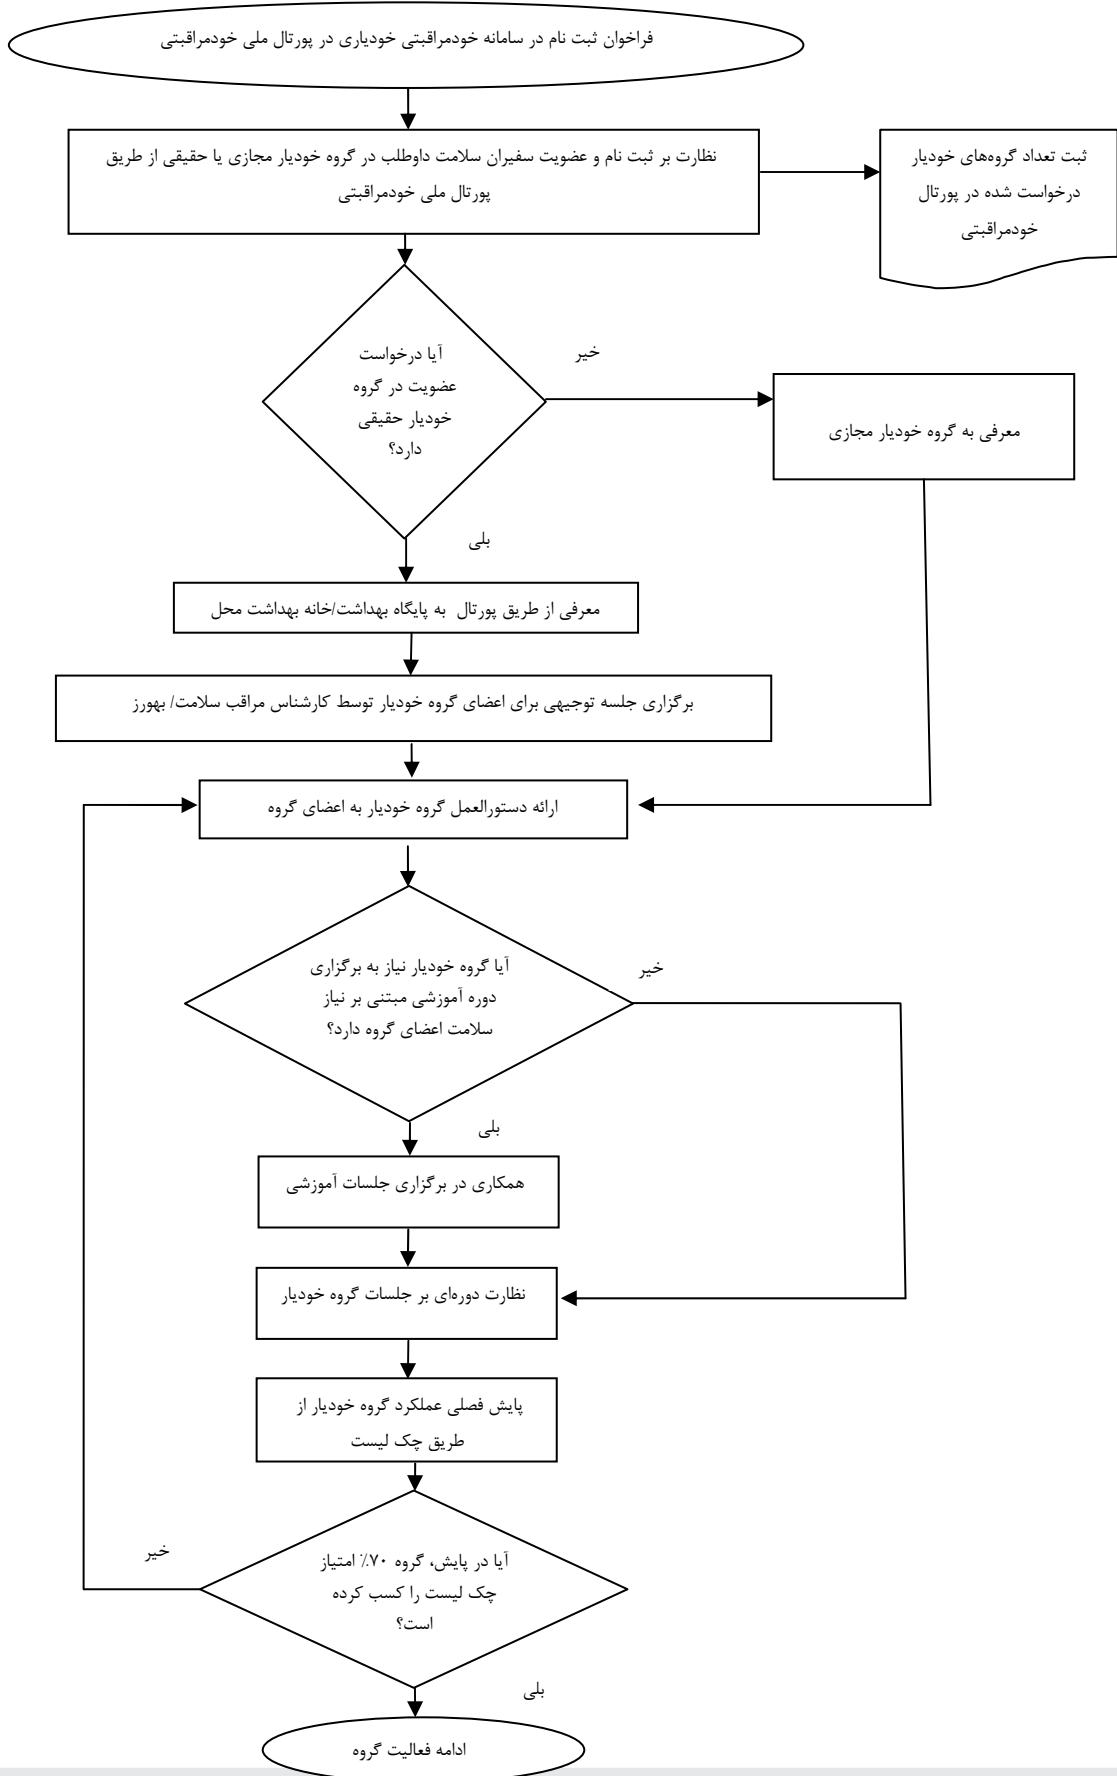 فراخوان ثبت نام در سامانه خودمراقبتی خودیاری در پورتال ملی خودمراقبتی
نظارت بر ثبت نام و عضویت سفیران سلامت داوطلب در گروه خودیار مجازی یا حقیقی از طریق
پورتال ملی خودمراقبتی
ثبت تعداد گروه‌های خودیار
درخواست شده در پورتال
خودمراقبتی
آیا درخواست
عضویت در گروه
خودیار حقیقی
دارد؟
خیر
معرفی به گروه خودیار مجازی
بلی
معرفی از طریق پورتال به پایگاه بهداشت/خانه بهداشت محل
برگزاری جلسه توجیهی برای اعضای گروه خودیار توسط کارشناس مراقب سلامت/ بهورز
ارائه دستورالعمل گروه خودیار به اعضای گروه
آیا گروه خودیار نیاز به برگزاری
دوره آموزشی مبتنی بر نیاز
سلامت اعضای گروه دارد؟
خیر
بلی
همکاری در برگزاری جلسات آموزشی
نظارت دوره‌ای بر جلسات گروه خودیار
پایش فصلی عملکرد گروه خودیار از
طریق چک لیست
آیا در پایش، گروه ۷۰٪ امتیاز
چک لیست را کسب کرده
است؟
خیر
بلی
ادامه فعالیت گروه